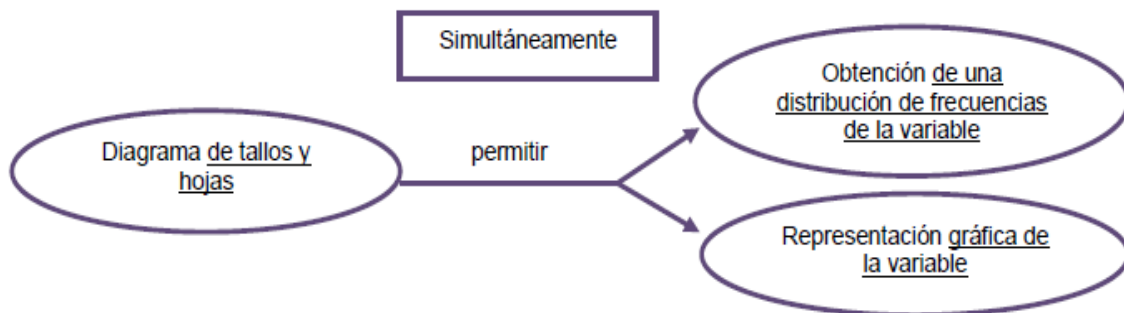 Simultáneamente
Diagrama de tallos y
hojas
permitir
Obtención de una
distribución de frecuencias
de la variable
Representación gráfica de
la variable